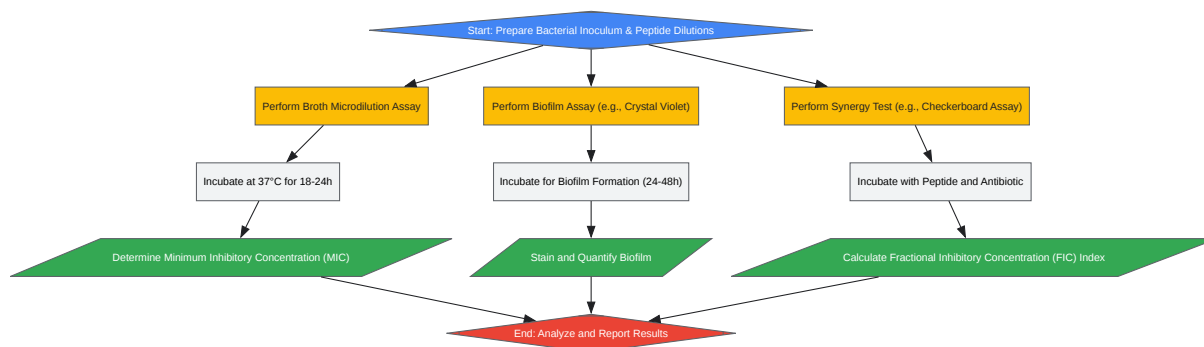 Start: Prepare Bacterial Inoculum & Peptide Dilutions
Perform Broth Microdilution Assay
Perform Biofilm Assay (e.g., Crystal Violet)
Perform Synergy Test (e.g., Checkerboard Assay)
Incubate at 37°C for 18-24h
Incubate for Biofilm Formation (24-48h)
Incubate with Peptide and Antibiotic
Determine Minimum Inhibitory Concentration (MIC)
Stain and Quantify Biofilm
Calculate Fractional Inhibitory Concentration (FIC) Index
End: Analyze and Report Results